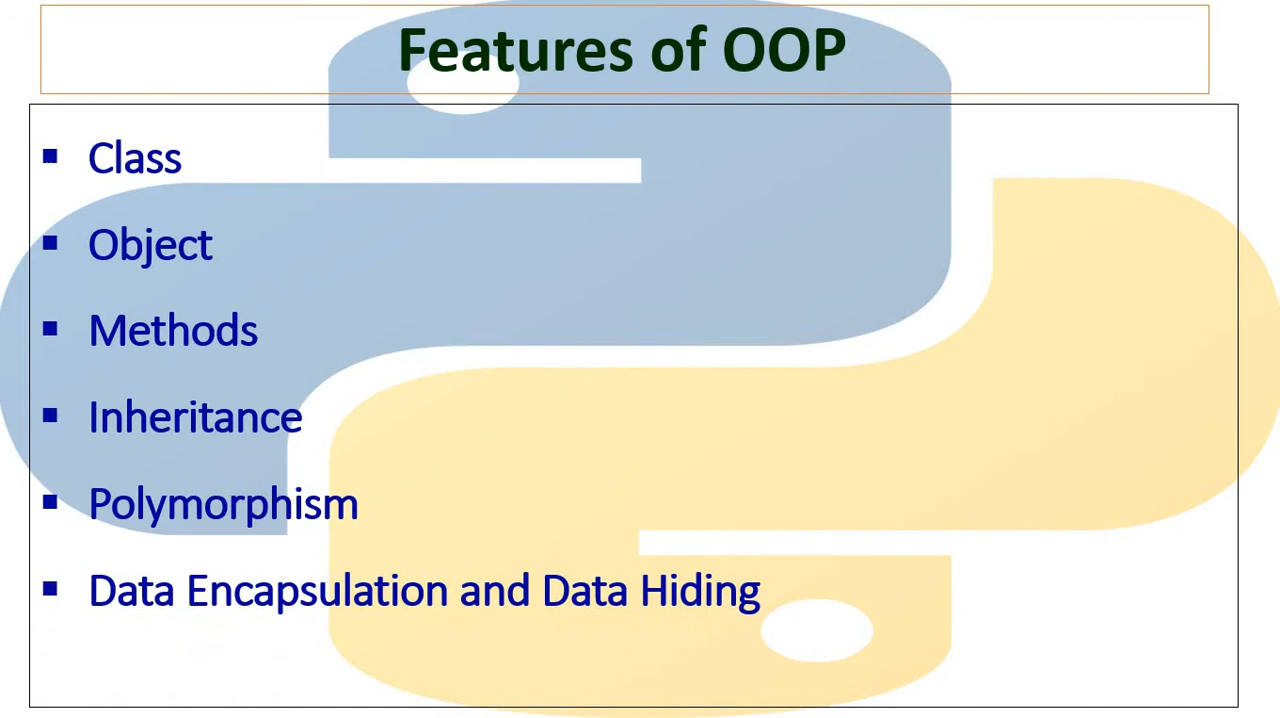 Features of OOP
▪ Class
▪ Object
▪ Methods
▪ Inheritance
▪ Polymorphism
▪ Data Encapsulation and Data Hiding